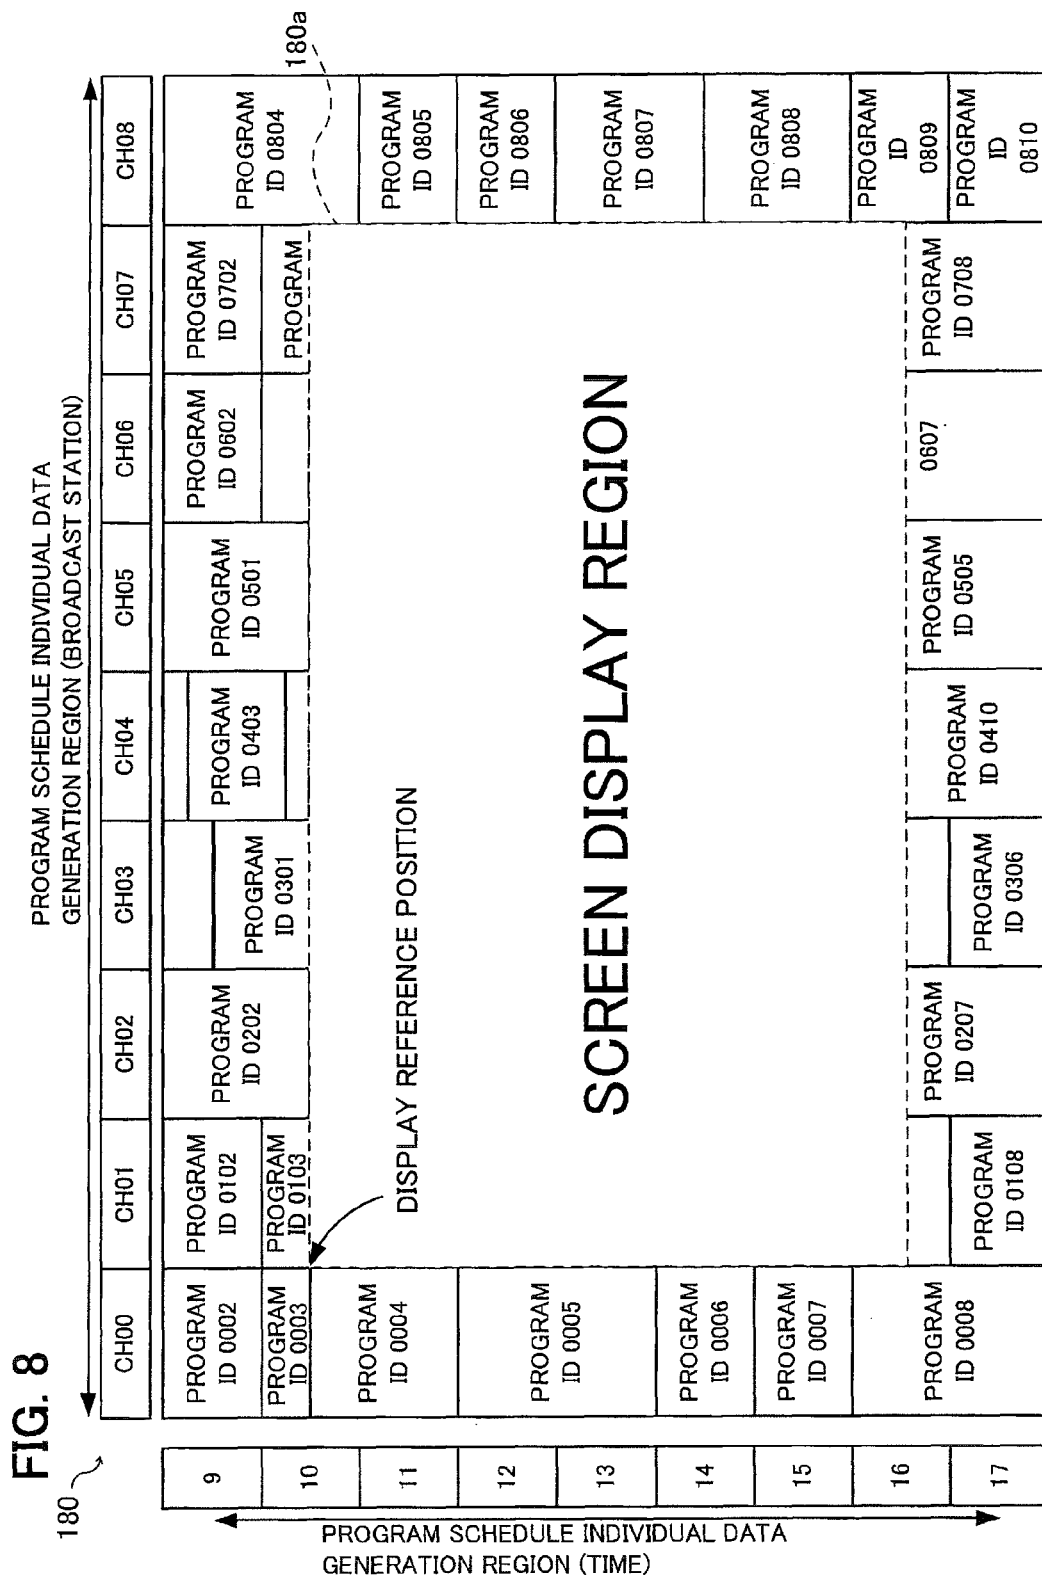 FIG. 8
180
PROGRAM SCHEDULE INDIVIDUAL DATA
GENERATION REGION (BROADCAST STATION)
CH00
CH01
CH02
CH03
CH04
CH05
CH06
CH07
CH08
180a
PROGRAM SCHEDULE INDIVIDUAL DATA
GENERATION REGION (TIME)
9
10
11
12
13
14
15
16
17
PROGRAM
ID 0002
PROGRAM
ID 0003
PROGRAM
ID 0004
PROGRAM
ID 0005
PROGRAM
ID 0006
PROGRAM
ID 0007
PROGRAM
ID 0008
PROGRAM
ID 0102
PROGRAM
ID 0103
PROGRAM
ID 0108
PROGRAM
ID 0202
PROGRAM
ID 0207
PROGRAM
ID 0301
PROGRAM
ID 0306
PROGRAM
ID 0403
PROGRAM
ID 0410
PROGRAM
ID 0501
PROGRAM
ID 0505
PROGRAM
ID 0602
0607
PROGRAM
ID 0702
PROGRAM
PROGRAM
ID 0708
PROGRAM
ID 0804
PROGRAM
ID 0805
PROGRAM
ID 0806
PROGRAM
ID 0807
PROGRAM
ID 0808
PROGRAM
ID
0809
PROGRAM
ID
0810
DISPLAY REFERENCE POSITION
SCREEN DISPLAY REGION